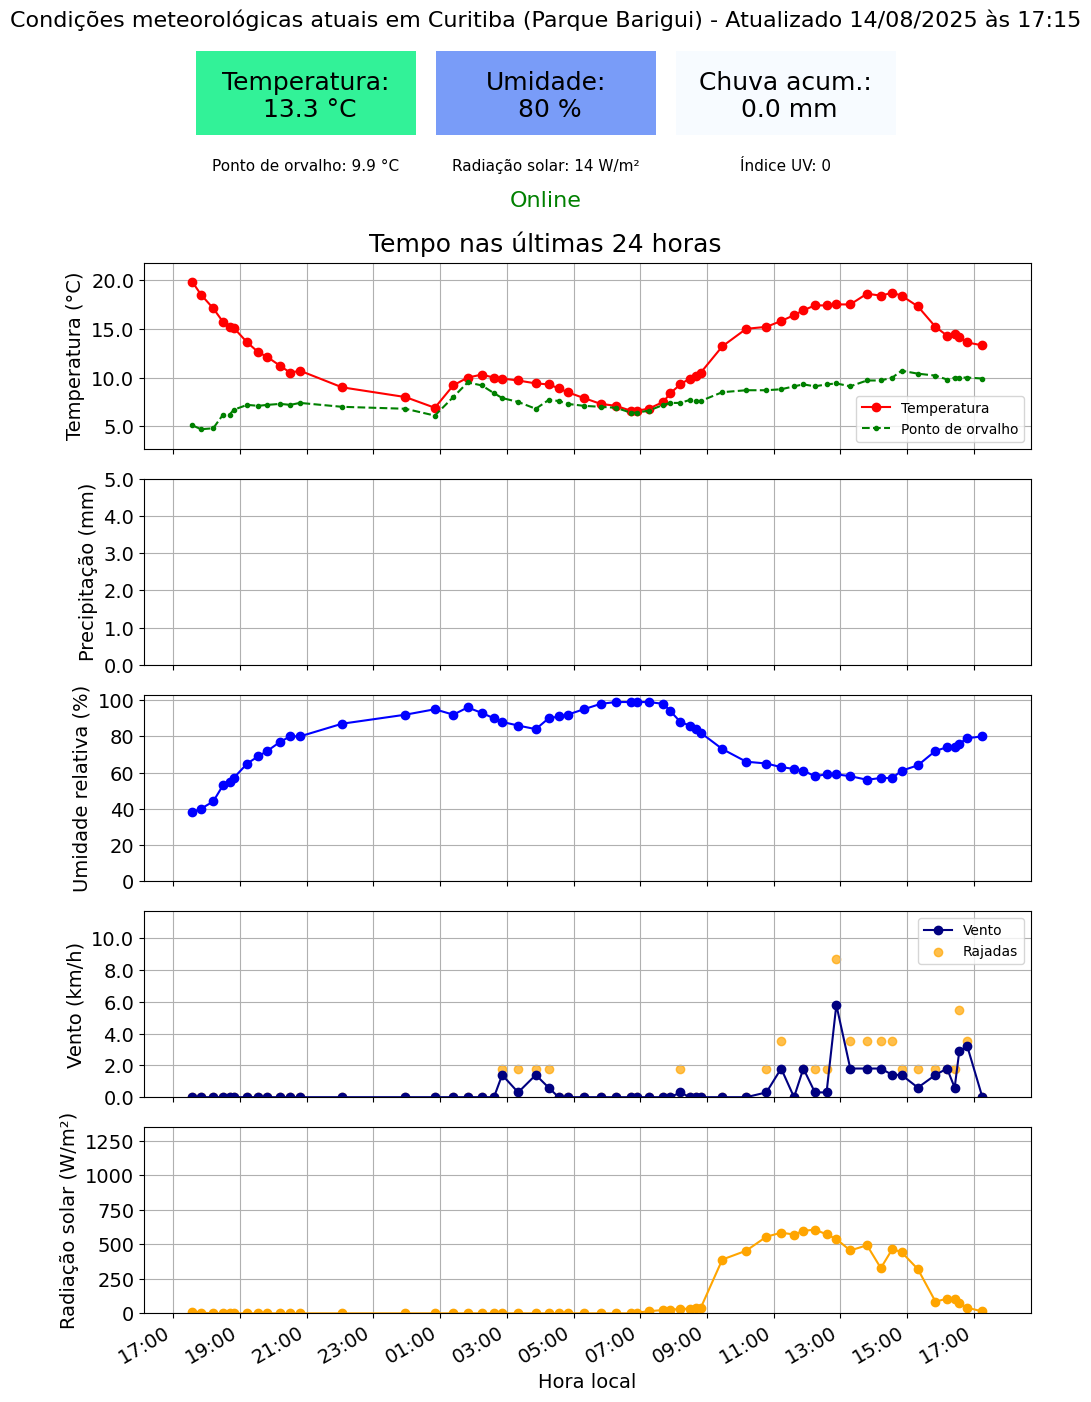 Condições meteorológicas atuais em Curitiba (Parque Barigui) - Atualizado 14/08/2025 às 17:15
Temperatura:
13.3 °C
Umidade:
80 %
Chuva acum.:
0.0 mm
Ponto de orvalho: 9.9 °C
Radiação solar: 14 W/m²
Índice UV: 0
Online
Tempo nas últimas 24 horas
Temperatura (°C)
20.0
15.0
10.0
5.0
Temperatura
Ponto de orvalho
Precipitação (mm)
5.0
4.0
3.0
2.0
1.0
0.0
Umidade relativa (%)
100
80
60
40
20
0
Vento (km/h)
10.0
8.0
6.0
4.0
2.0
0.0
Vento
Rajadas
Radiação solar (W/m²)
1250
1000
750
500
250
0
17:00 19:00 21:00 23:00 01:00 03:00 05:00 07:00 09:00 11:00 13:00 15:00 17:00
Hora local